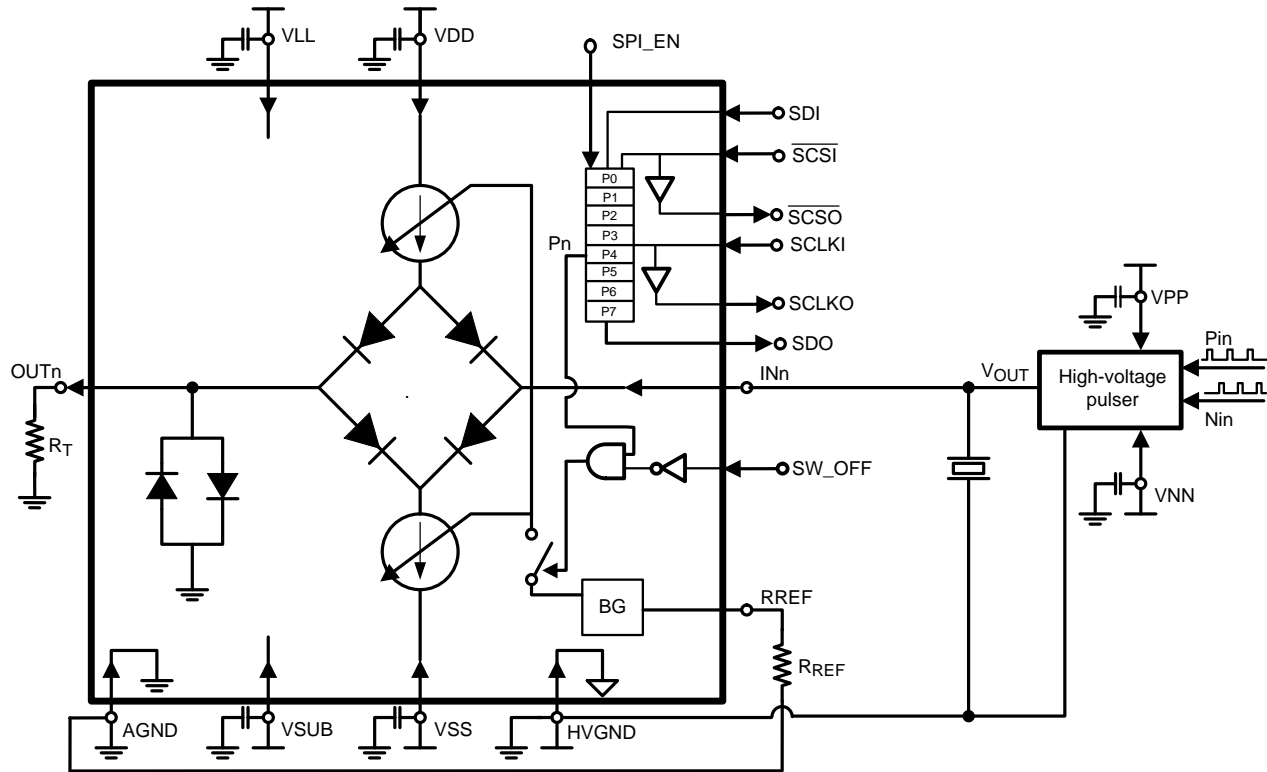 VLL
VDD
SPI_EN
SDI
SCSI
P0
P1
P2
SCSO
P3
SCLKI
Pn
P4
P5
P6
SCLKO
P7
SDO
VPP
Pin
OUTn
INn
VOUT
High-voltage
pulser
Nin
RT
SW_OFF
VNN
BG
RREF
RREF
AGND
VSUB
VSS
HVGND